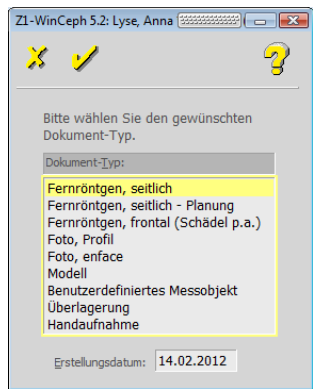 Z1-WinCeph 5.2: Lyse, Anna
Bitte wählen Sie den gewünschten
Dokument-Typ.
Dokument-Typ:
Fernröntgen, seitlich
Fernröntgen, seitlich - Planung
Fernröntgen, frontal (Schädel p.a.)
Foto, Profil
Foto, enface
Modell
Benutzerdefiniertes Messobjekt
Überlagerung
Handaufnahme
Erstellungsdatum: 14.02.2012